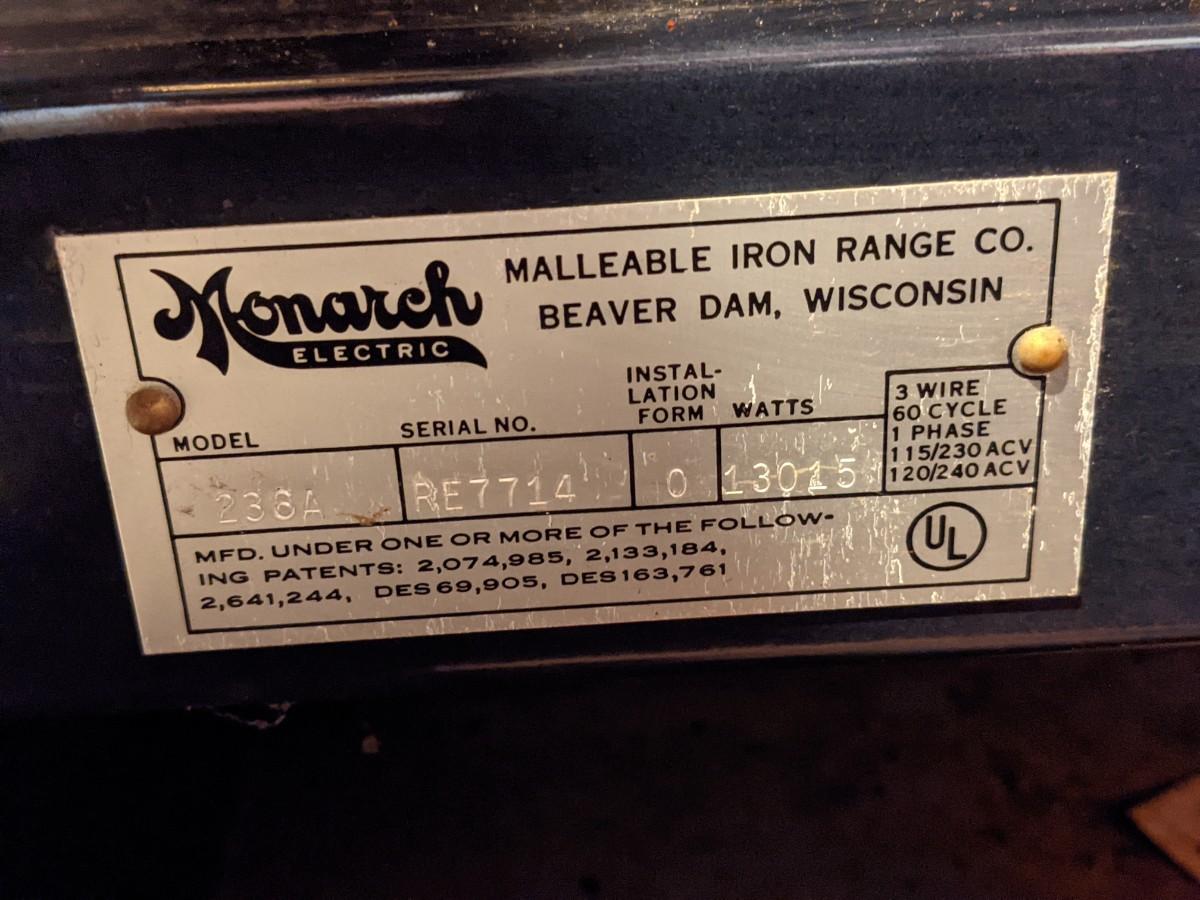 Monarch
ELECTRIC
MALLEABLE IRON RANGE CO.
BEAVER DAM, WISCONSIN
MODEL
236A
SERIAL NO.
RE7714
INSTAL-
LATION
FORM
0
WATTS
13015
3 WIRE
60 CYCLE
1 PHASE
115/230 ACV
120/240 ACV
MFD. UNDER ONE OR MORE OF THE FOLLOW-
ING PATENTS: 2,074,985, 2,133,184,
2,641,244, DES 69,905, DES 163,761
UL